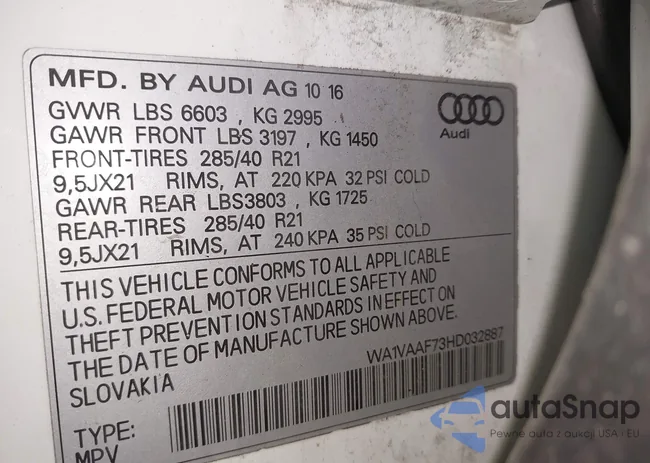 MFD. BY AUDI AG 10 16
GVWR LBS 6603 , KG 2995
GAWR FRONT LBS 3197 , KG 1450
FRONT-TIRES 285/40 R21
9,5JX21 RIMS, AT 220 KPA 32 PSI COLD
GAWR REAR LBS3803 , KG 1725
REAR-TIRES 285/40 R21
9,5JX21 RIMS, AT 240 KPA 35 PSI COLD
Audi
THIS VEHICLE CONFORMS TO ALL APPLICABLE
U.S. FEDERAL MOTOR VEHICLE SAFETY AND
THEFT PREVENTION STANDARDS IN EFFECT ON
THE DATE OF MANUFACTURE SHOWN ABOVE.
SLOVAKIA
WA1VAAF73HD032887
TYPE:
MPV
autaSnap
Pewne auta z aukcji USA i EU